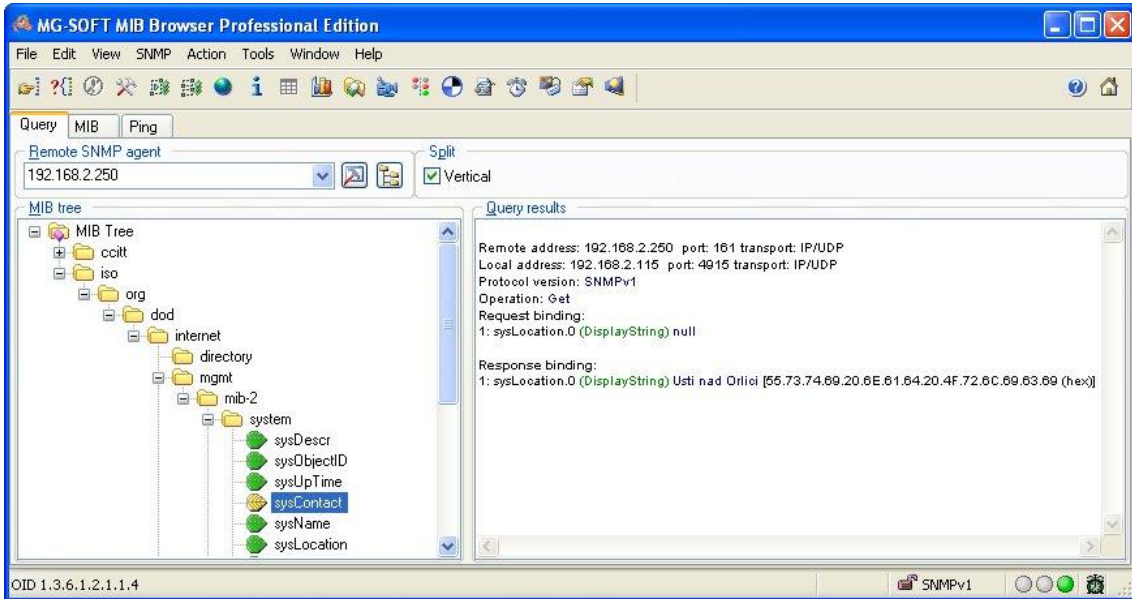 MG-SOFT MIB Browser Professional Edition
File Edit View SNMP Action Tools Window Help
Query MIB Ping
Remote SNMP agent
192.168.2.250
Split
Vertical
MIB tree
MIB Tree
ccitt
iso
org
dod
internet
directory
mgmt
mib-2
system
sysDescr
sysObjectID
sysUpTime
sysContact
sysName
sysLocation
Query results
Remote address: 192.168.2.250 port: 161 transport: IP/UDP
Local address: 192.168.2.115 port: 4915 transport: IP/UDP
Protocol version: SNMPv1
Operation: Get
Request binding:
1: sysLocation.0 (DisplayString) null
Response binding:
1: sysLocation.0 (DisplayString) Usti nad Orlici [55.73.74.69.20.6E.61.64.20.4F.72.6C.69.63.69 (hex)]
OID 1.3.6.1.2.1.1.4
SNMPv1